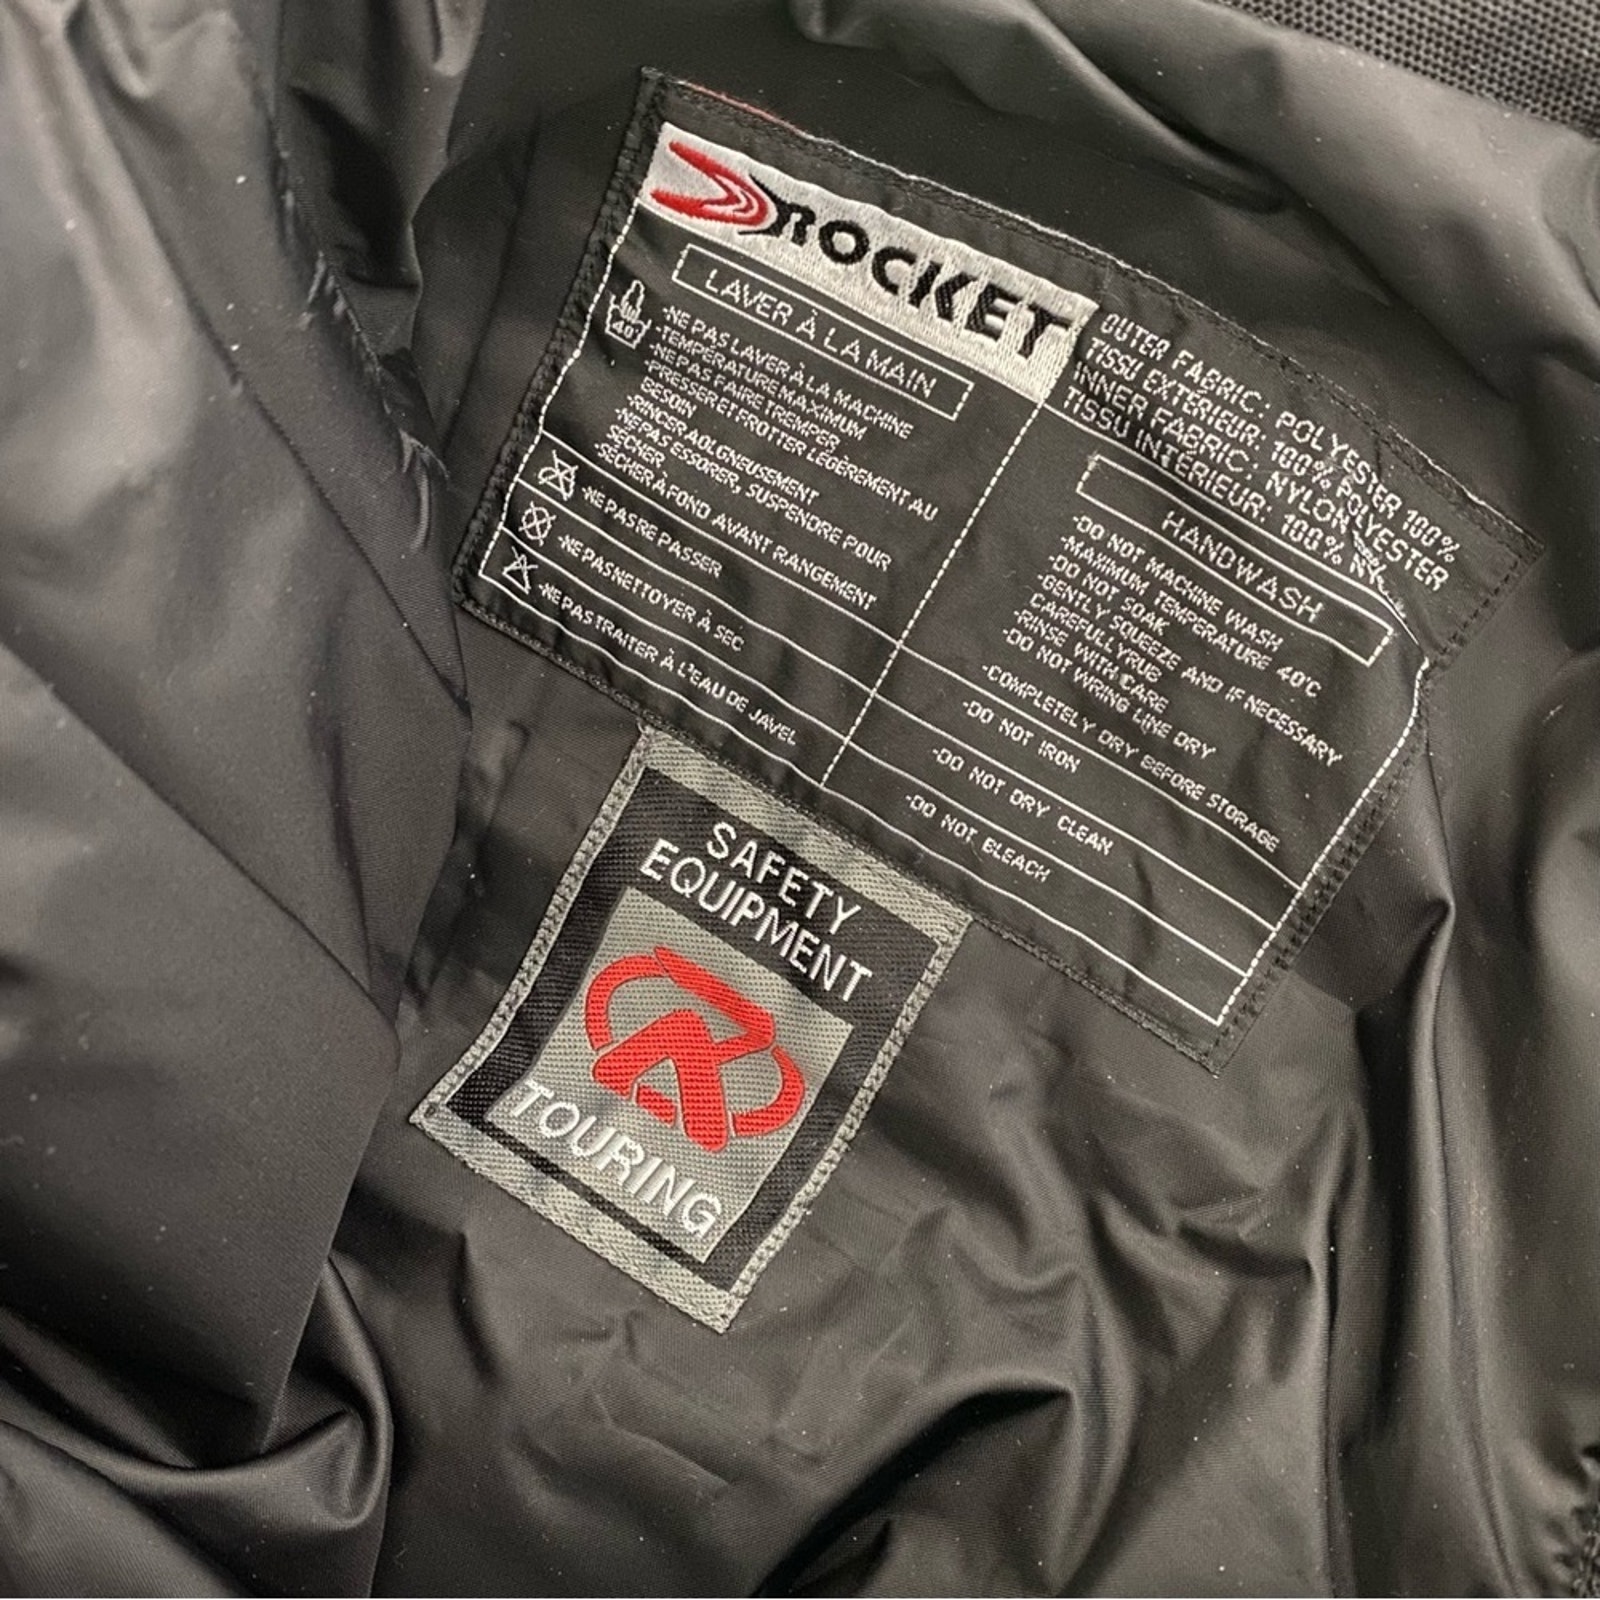 ROCKET
LAVER À LA MAIN
40°
-NE PAS LAVER À LA MACHINE
-TEMPÉRATURE MAXIMUM
-NE PAS FAIRE TREMPER
-PRESSER ET FROTTER LÉGÈREMENT AU
BESOIN
-RINCER AOLGNEUSEMENT
-NE PAS ESSORER, SUSPENDRE POUR
SÉCHER
SÉCHER À FOND AVANT RANGEMENT
-NE PAS REPASSER
-NE PAS NETTOYER À SEC
-NE PAS TRAITER À L'EAU DE JAVEL
OUTER FABRIC: POLYESTER 100%
TISSU EXTÉRIEUR: 100% POLYESTER
INNER FABRIC: NYLON
TISSU INTÉRIEUR: 100%
HANDWASH
-DO NOT MACHINE WASH
-MAXIMUM TEMPERATURE 40°C
-DO NOT SOAK
-GENTLY SQUEEZE AND IF NECESSARY
CAREFULLY RUB
-RINSE WITH CARE
-DO NOT WRING LINE DRY
-COMPLETELY DRY BEFORE STORAGE
-DO NOT IRON
-DO NOT DRY CLEAN
-DO NOT BLEACH
SAFETY
EQUIPMENT
TOURING